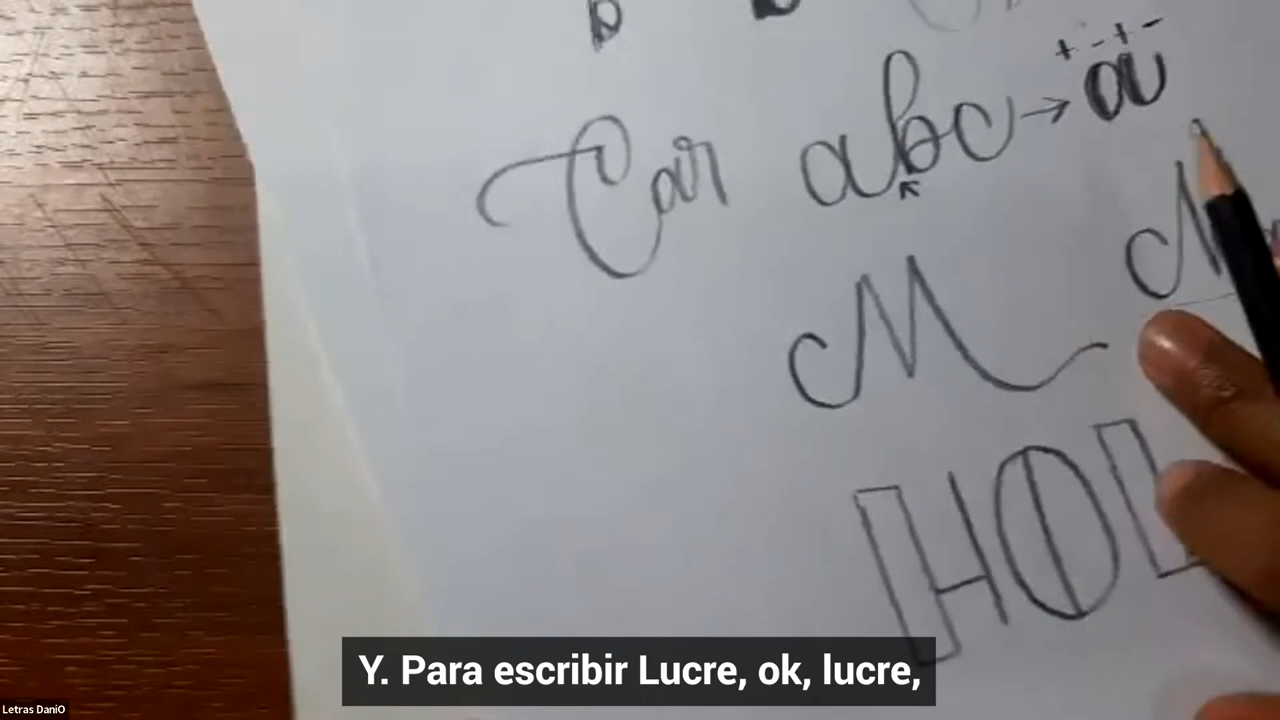 b
+ - + -
Car abc → a
M
HOL
Y. Para escribir Lucre, ok, lucre,
Letras DaniO